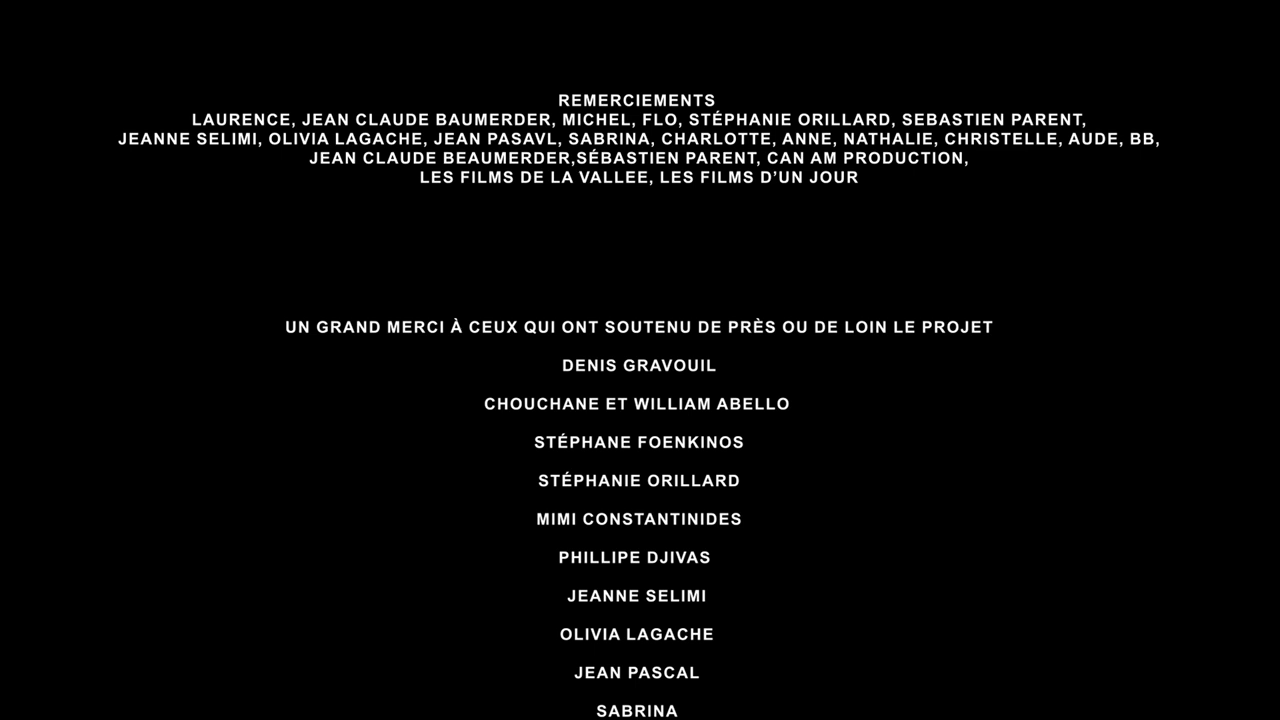 REMERCIEMENTS
LAURENCE, JEAN CLAUDE BAUMERDER, MICHEL, FLO, STÉPHANIE ORILLARD, SEBASTIEN PARENT,
JEANNE SELIMI, OLIVIA LAGACHE, JEAN PASAVL, SABRINA, CHARLOTTE, ANNE, NATHALIE, CHRISTELLE, AUDE, BB,
JEAN CLAUDE BEAUMERDER,SÉBASTIEN PARENT, CAN AM PRODUCTION,
LES FILMS DE LA VALLEE, LES FILMS D’UN JOUR
UN GRAND MERCI À CEUX QUI ONT SOUTENU DE PRÈS OU DE LOIN LE PROJET
DENIS GRAVOUIL
CHOUCHANE ET WILLIAM ABELLO
STÉPHANE FOENKINOS
STÉPHANIE ORILLARD
MIMI CONSTANTINIDES
PHILLIPE DJIVAS
JEANNE SELIMI
OLIVIA LAGACHE
JEAN PASCAL
SABRINA